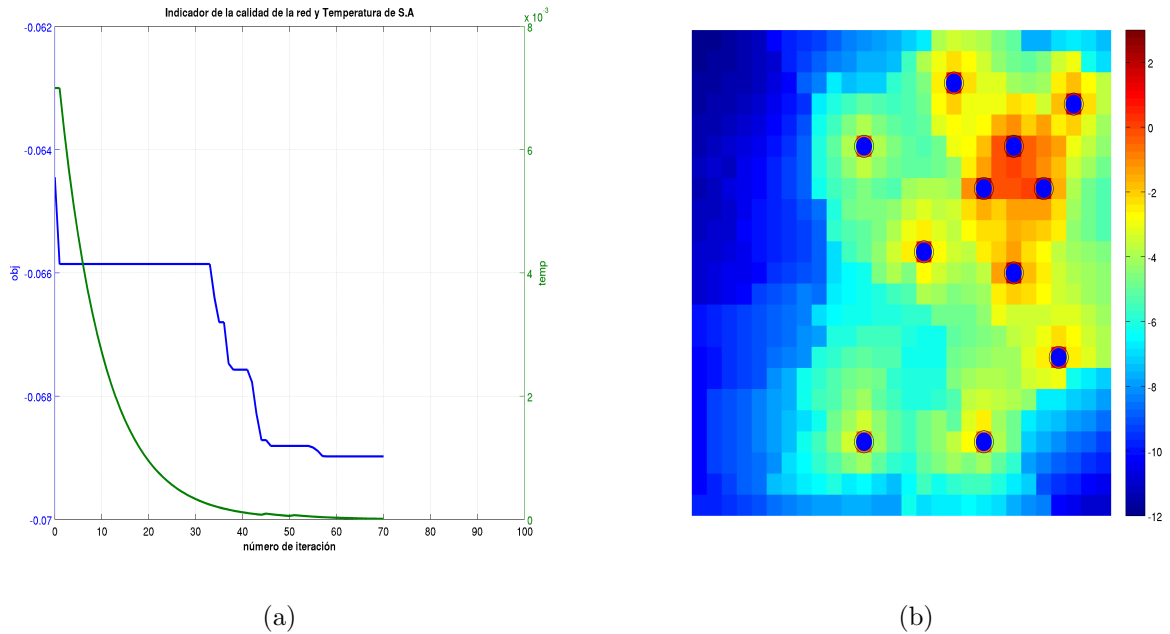 Indicador de la calidad de la red y Temperatura de S.A
x 10⁻³
-0.062
-0.064
-0.066
-0.068
-0.07
obj
8
6
4
2
0
temp
0 10 20 30 40 50 60 70 80 90 100
número de iteración
(a)
2
0
-2
-4
-6
-8
-10
-12
(b)